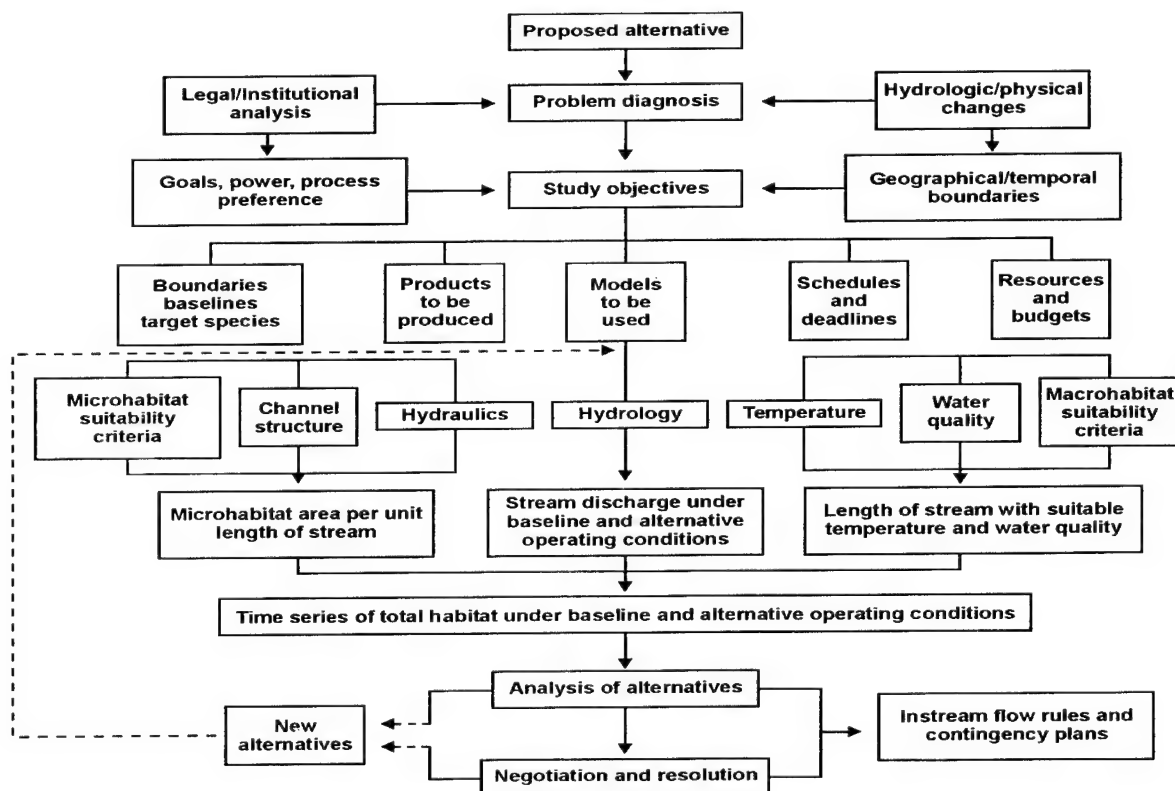 Proposed alternative
Legal/Institutional
analysis
Problem diagnosis
Hydrologic/physical
changes
Goals, power, process
preference
Study objectives
Geographical/temporal
boundaries
Boundaries
baselines
target species
Products
to be
produced
Models
to be
used
Schedules
and
deadlines
Resources
and
budgets
Microhabitat
suitability
criteria
Channel
structure
Hydraulics
Hydrology
Temperature
Water
quality
Macrohabitat
suitability
criteria
Microhabitat area per unit
length of stream
Stream discharge under
baseline and alternative
operating conditions
Length of stream with suitable
temperature and water quality
Time series of total habitat under baseline and alternative operating conditions
Analysis of alternatives
New
alternatives
Instream flow rules and
contingency plans
Negotiation and resolution